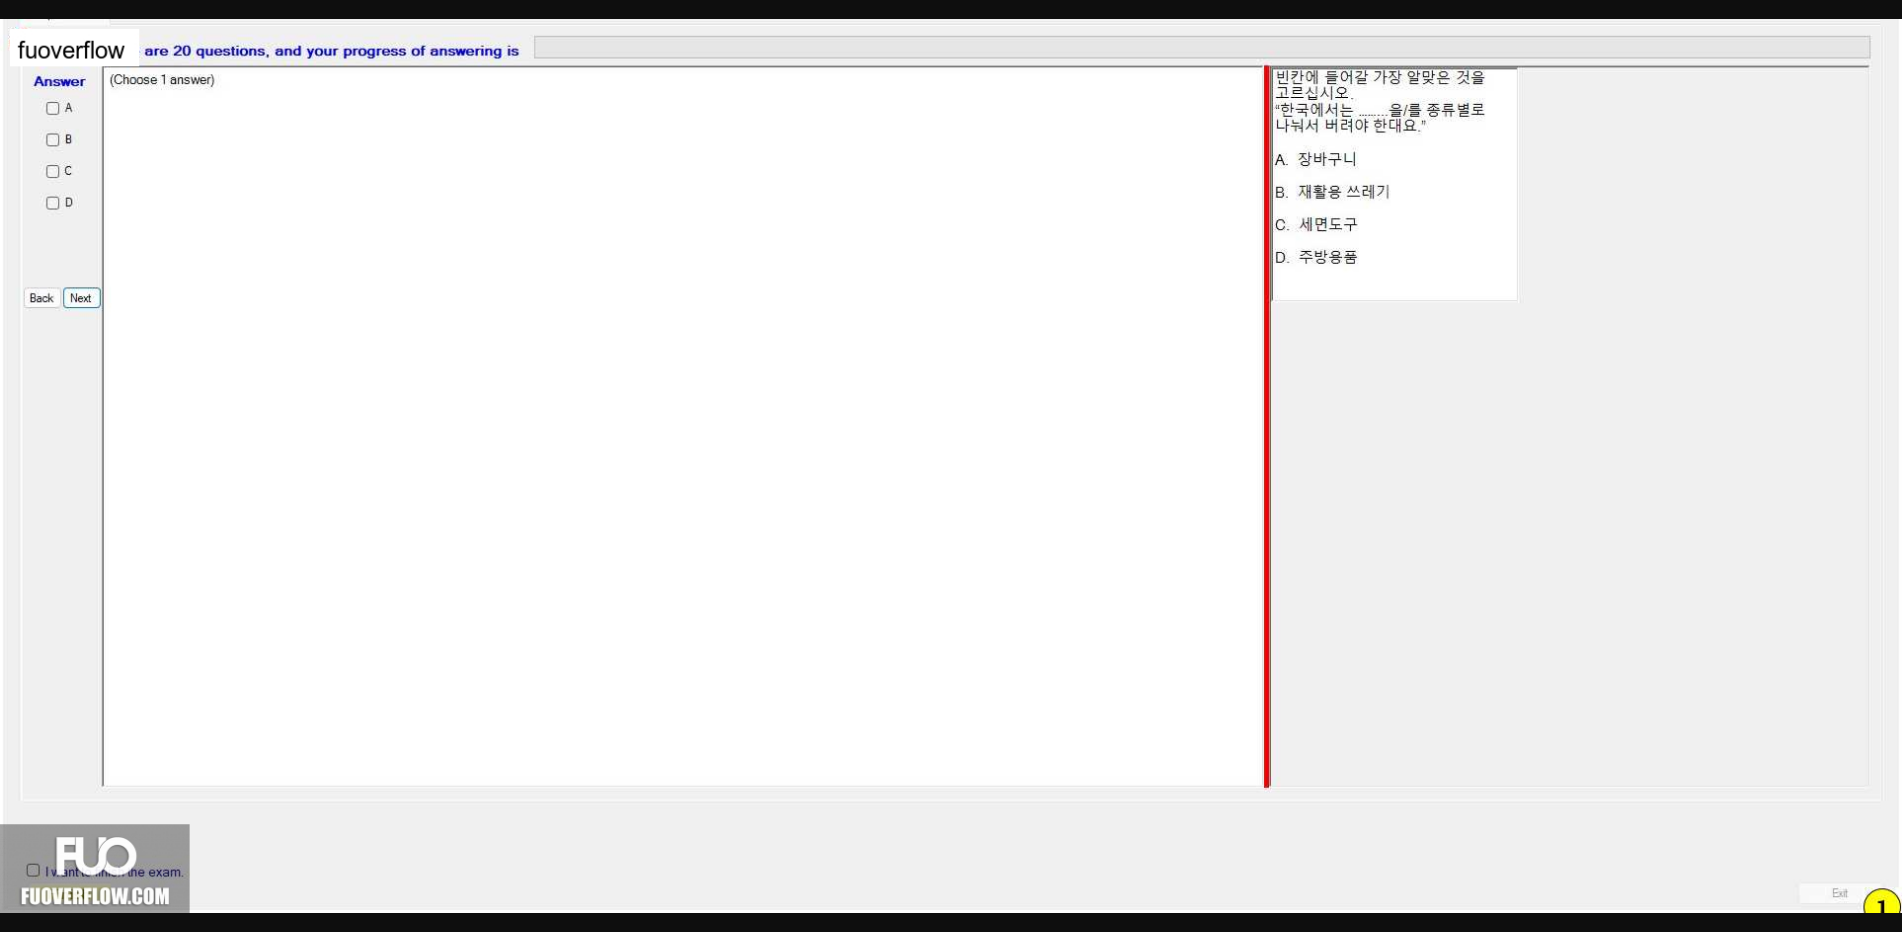 fuoverflow are 20 questions, and your progress of answering is
Answer
(Choose 1 answer)
A
B
C
D
Back Next
빈칸에 들어갈 가장 알맞은 것을
고르십시오.
“한국에서는 .........을/를 종류별로
나눠서 버려야 한대요.”
A. 장바구니
B. 재활용 쓰레기
C. 세면도구
D. 주방용품
FUO
I want to finish the exam.
FUOVERFLOW.COM
Exit
1